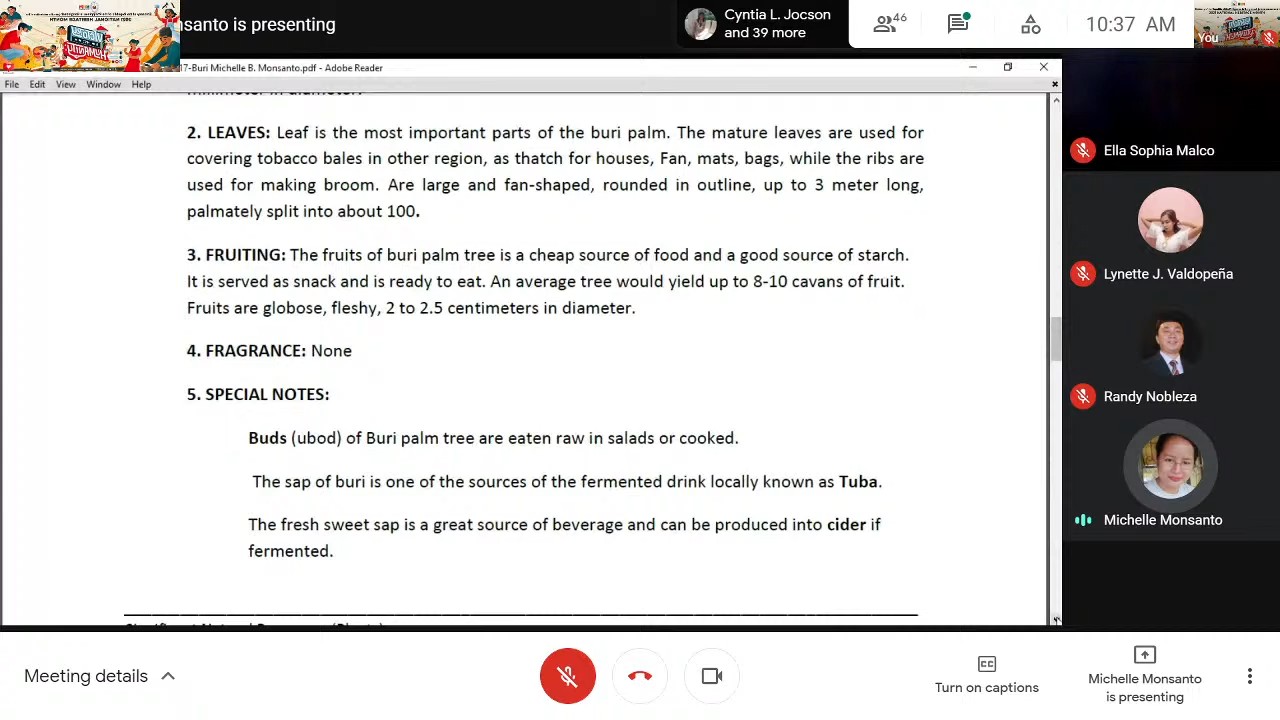 nsanto is presenting
Cyntia L. Jocson
and 39 more
46
10:37 AM
You
17-Buri Michelle B. Monsanto.pdf - Adobe Reader
File Edit View Window Help
millimeter in diameter.
2. LEAVES: Leaf is the most important parts of the buri palm. The mature leaves are used for
covering tobacco bales in other region, as thatch for houses, Fan, mats, bags, while the ribs are
used for making broom. Are large and fan-shaped, rounded in outline, up to 3 meter long,
palmately split into about 100.
3. FRUITING: The fruits of buri palm tree is a cheap source of food and a good source of starch.
It is served as snack and is ready to eat. An average tree would yield up to 8-10 cavans of fruit.
Fruits are globose, fleshy, 2 to 2.5 centimeters in diameter.
4. FRAGRANCE: None
5. SPECIAL NOTES:
Buds (ubod) of Buri palm tree are eaten raw in salads or cooked.
The sap of buri is one of the sources of the fermented drink locally known as Tuba.
The fresh sweet sap is a great source of beverage and can be produced into cider if
fermented.
Ella Sophia Malco
Lynette J. Valdopeña
Randy Nobleza
Michelle Monsanto
Meeting details
CC
Turn on captions
Michelle Monsanto
is presenting